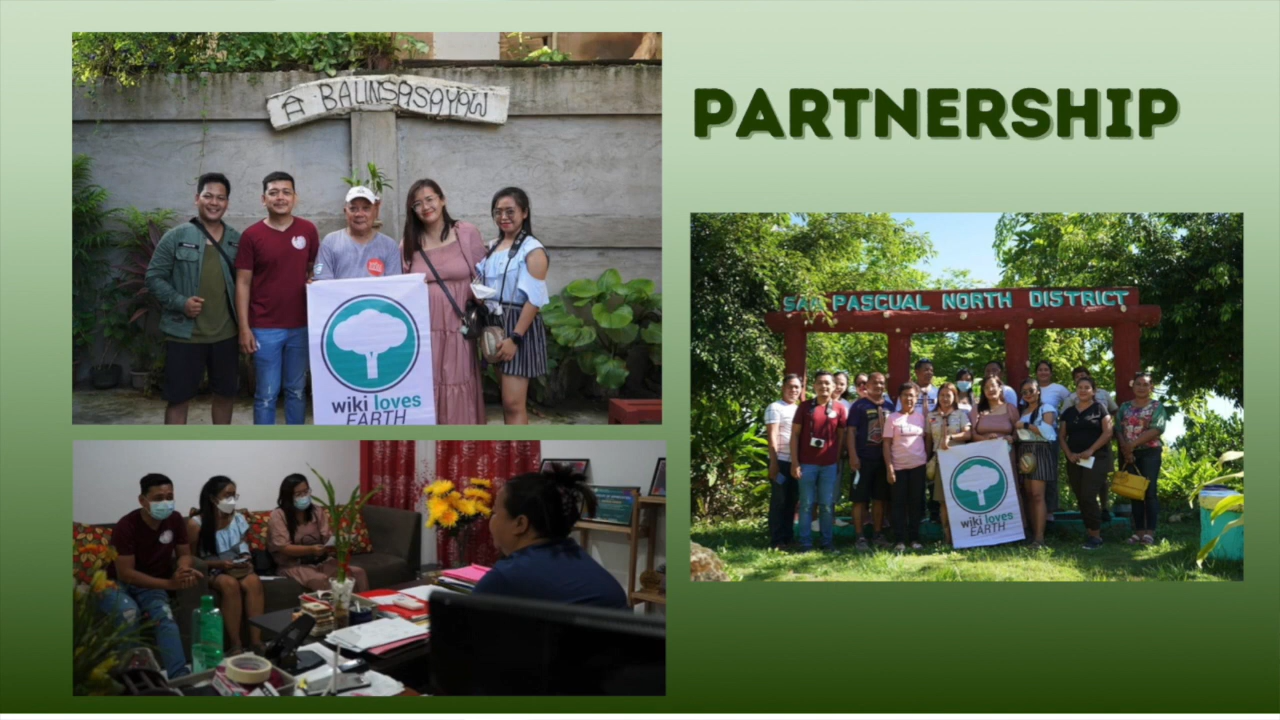 A BALINSASAYAW
wiki loves
EARTH
PARTNERSHIP
SAN PASCUAL NORTH DISTRICT
wiki loves
EARTH